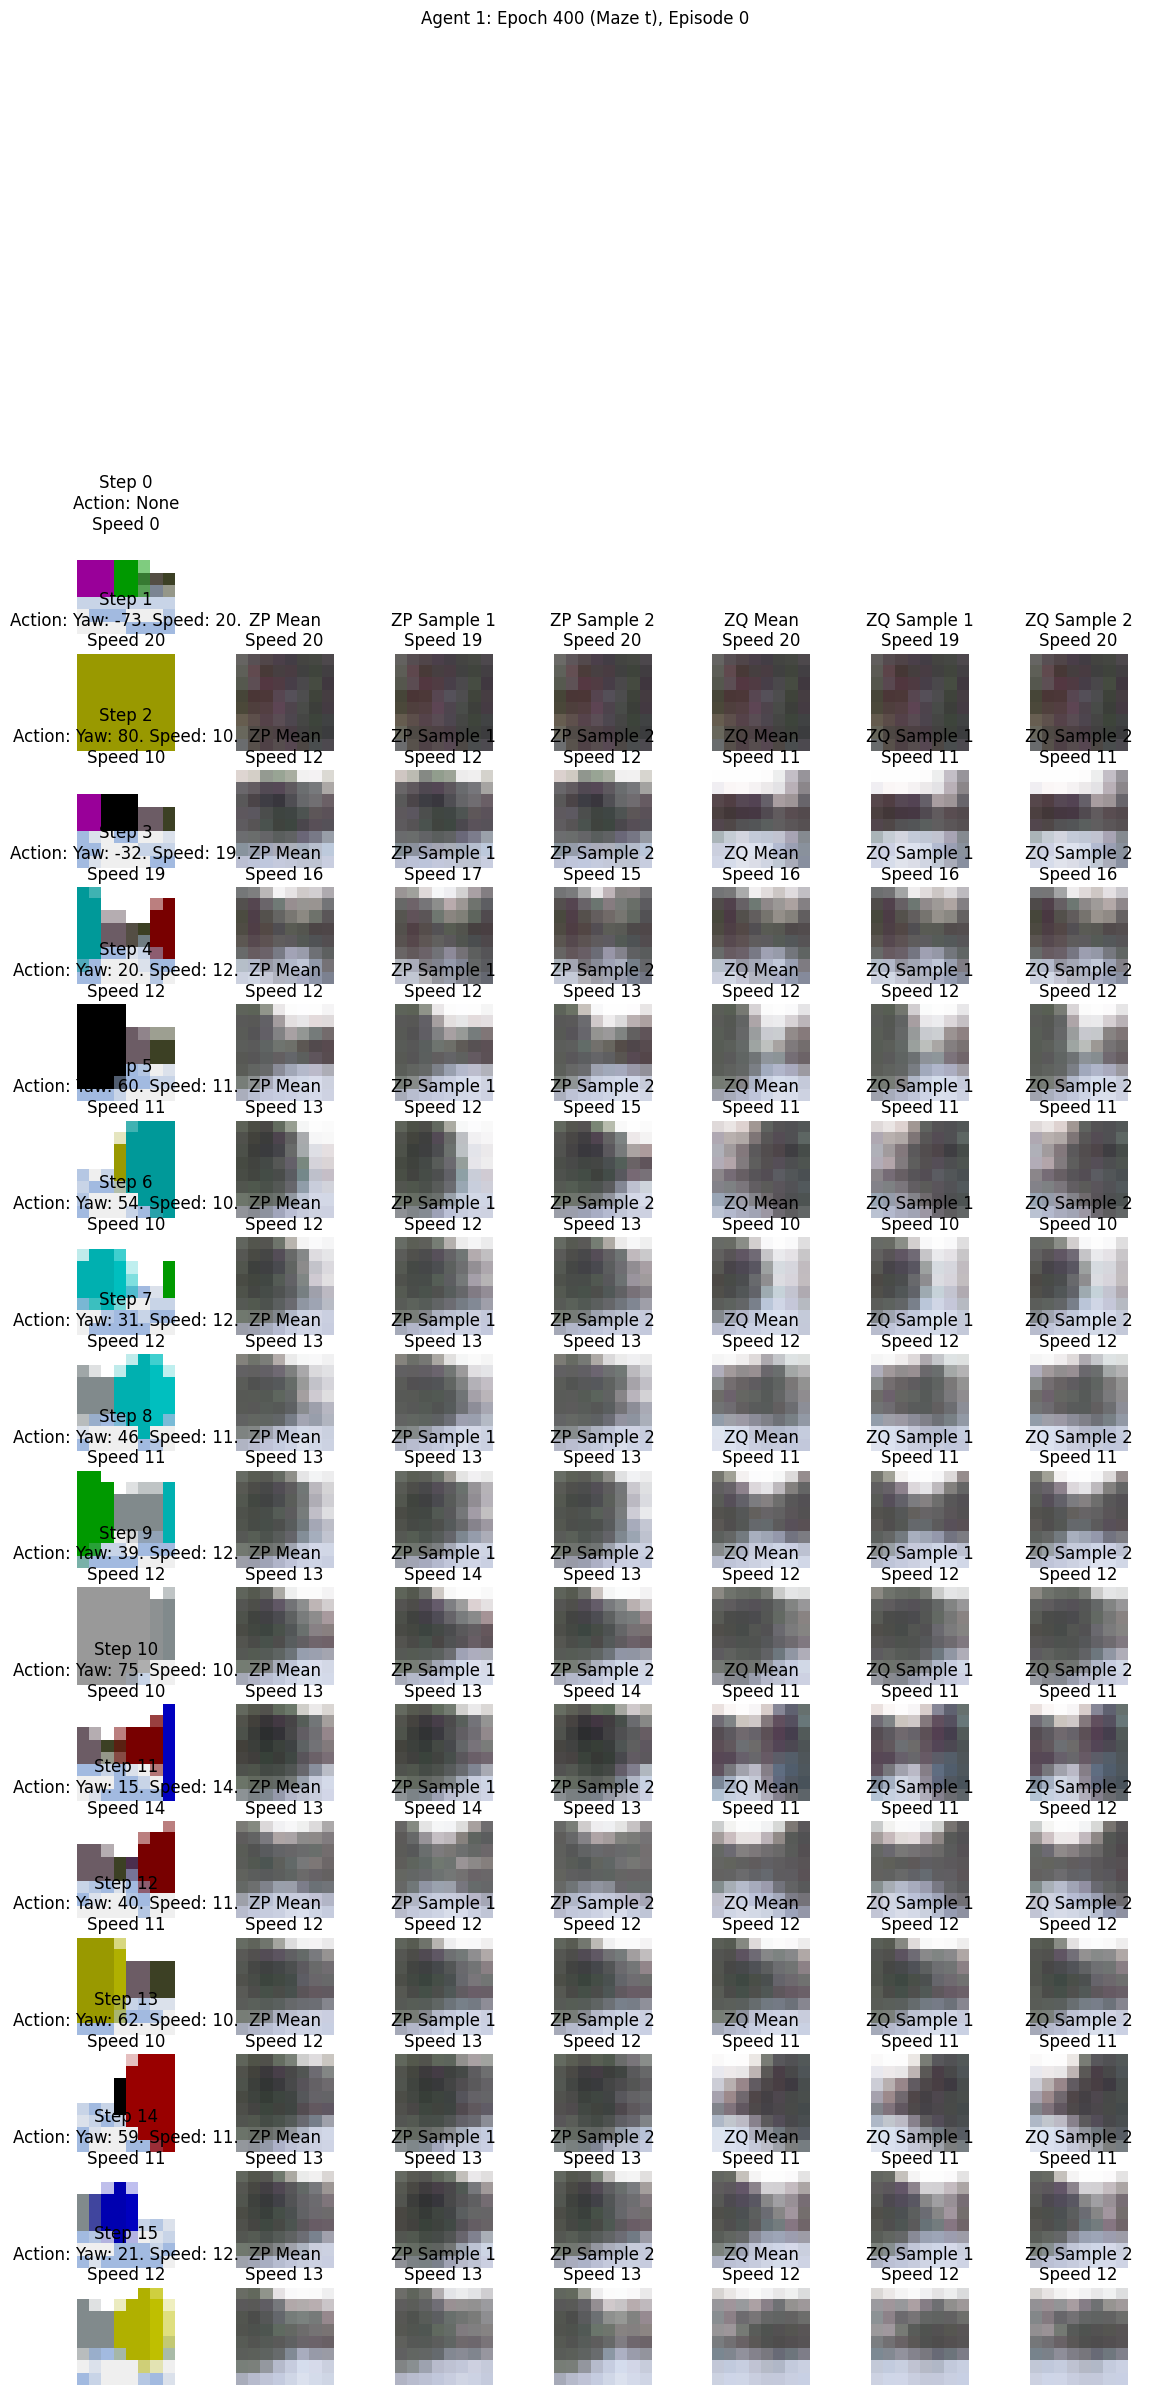 Agent 1: Epoch 400 (Maze t), Episode 0
Step 0
Action: None
Speed 0
Step 1
Action: Yaw: -73. Speed: 20. ZP Mean ZP Sample 1 ZP Sample 2 ZQ Mean ZQ Sample 1 ZQ Sample 2
Speed 20 Speed 20 Speed 19 Speed 20 Speed 20 Speed 19 Speed 20
Step 2
Action: Yaw: 80. Speed: 10. ZP Mean ZP Sample 1 ZP Sample 2 ZQ Mean ZQ Sample 1 ZQ Sample 2
Speed 10 Speed 12 Speed 12 Speed 12 Speed 11 Speed 11 Speed 11
Step 3
Action: Yaw: -32. Speed: 19. ZP Mean ZP Sample 1 ZP Sample 2 ZQ Mean ZQ Sample 1 ZQ Sample 2
Speed 19 Speed 16 Speed 17 Speed 15 Speed 16 Speed 16 Speed 16
Step 4
Action: Yaw: 20. Speed: 12. ZP Mean ZP Sample 1 ZP Sample 2 ZQ Mean ZQ Sample 1 ZQ Sample 2
Speed 12 Speed 12 Speed 12 Speed 13 Speed 12 Speed 12 Speed 12
5
60. Speed: 11. ZP Mean ZP Sample 1 ZP Sample 2 ZQ Mean ZQ Sample 1 ZQ Sample 2
Speed 11 Speed 13 Speed 12 Speed 15 Speed 11 Speed 11 Speed 11
Step 6
Action: Yaw: 54. Speed: 10. ZP Mean ZP Sample 1 ZP Sample 2 ZQ Mean ZQ Sample 1 ZQ Sample 2
Speed 10 Speed 12 Speed 12 Speed 13 Speed 10 Speed 10 Speed 10
Step 7
Action: Yaw: 31. Speed: 12. ZP Mean ZP Sample 1 ZP Sample 2 ZQ Mean ZQ Sample 1 ZQ Sample 2
Speed 12 Speed 13 Speed 13 Speed 13 Speed 12 Speed 12 Speed 12
Step 8
Action: Yaw: 46. Speed: 11. ZP Mean ZP Sample 1 ZP Sample 2 ZQ Mean ZQ Sample 1 ZQ Sample 2
Speed 11 Speed 13 Speed 13 Speed 13 Speed 11 Speed 11 Speed 11
Step 9
Action: Yaw: 39. Speed: 12. ZP Mean ZP Sample 1 ZP Sample 2 ZQ Mean ZQ Sample 1 ZQ Sample 2
Speed 12 Speed 13 Speed 14 Speed 13 Speed 12 Speed 12 Speed 12
Step 10
Action: Yaw: 75. Speed: 10. ZP Mean ZP Sample 1 ZP Sample 2 ZQ Mean ZQ Sample 1 ZQ Sample 2
Speed 10 Speed 13 Speed 13 Speed 14 Speed 11 Speed 11 Speed 11
Step 11
Action: Yaw: 15. Speed: 14. ZP Mean ZP Sample 1 ZP Sample 2 ZQ Mean ZQ Sample 1 ZQ Sample 2
Speed 14 Speed 13 Speed 14 Speed 13 Speed 11 Speed 11 Speed 12
Step 12
Action: Yaw: 40. Speed: 11. ZP Mean ZP Sample 1 ZP Sample 2 ZQ Mean ZQ Sample 1 ZQ Sample 2
Speed 11 Speed 12 Speed 12 Speed 12 Speed 12 Speed 12 Speed 12
Step 13
Action: Yaw: 62. Speed: 10. ZP Mean ZP Sample 1 ZP Sample 2 ZQ Mean ZQ Sample 1 ZQ Sample 2
Speed 10 Speed 12 Speed 13 Speed 12 Speed 11 Speed 11 Speed 11
Step 14
Action: Yaw: 59. Speed: 11. ZP Mean ZP Sample 1 ZP Sample 2 ZQ Mean ZQ Sample 1 ZQ Sample 2
Speed 11 Speed 13 Speed 13 Speed 13 Speed 11 Speed 11 Speed 11
Step 15
Action: Yaw: 21. Speed: 12. ZP Mean ZP Sample 1 ZP Sample 2 ZQ Mean ZQ Sample 1 ZQ Sample 2
Speed 12 Speed 13 Speed 13 Speed 13 Speed 12 Speed 12 Speed 12